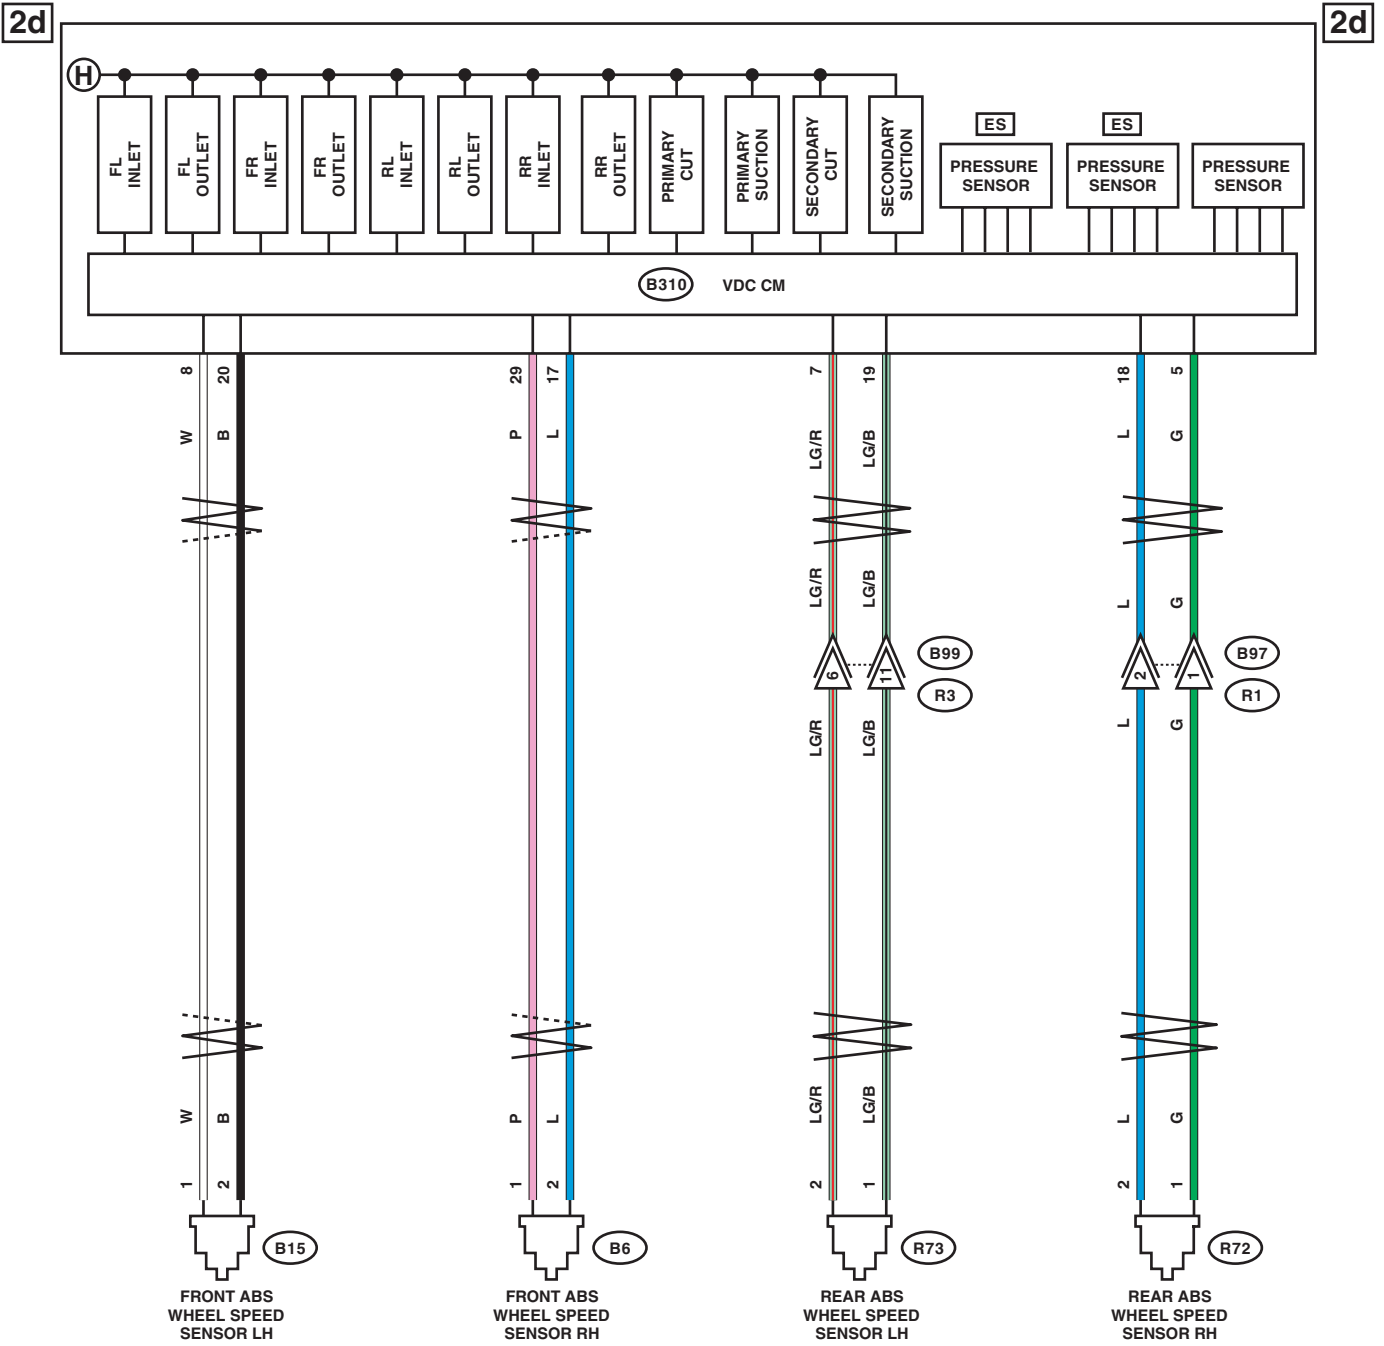 2d
2d
H
FL
INLET
FL
OUTLET
FR
INLET
FR
OUTLET
RL
INLET
RL
OUTLET
RR
INLET
RR
OUTLET
PRIMARY
CUT
PRIMARY
SUCTION
SECONDARY
CUT
SECONDARY
SUCTION
ES
ES
PRESSURE
SENSOR
PRESSURE
SENSOR
PRESSURE
SENSOR
B310 VDC CM
8 20 29 17 7 19 18 5
W B P L LG/R LG/B L G
LG/R LG/B L G
B99 B97
6 11 2 1
R3 R1
LG/R LG/B L G
W B P L LG/R LG/B L G
1 2 1 2 2 1 2 1
B15 B6 R73 R72
FRONT ABS
WHEEL SPEED
SENSOR LH
FRONT ABS
WHEEL SPEED
SENSOR RH
REAR ABS
WHEEL SPEED
SENSOR LH
REAR ABS
WHEEL SPEED
SENSOR RH